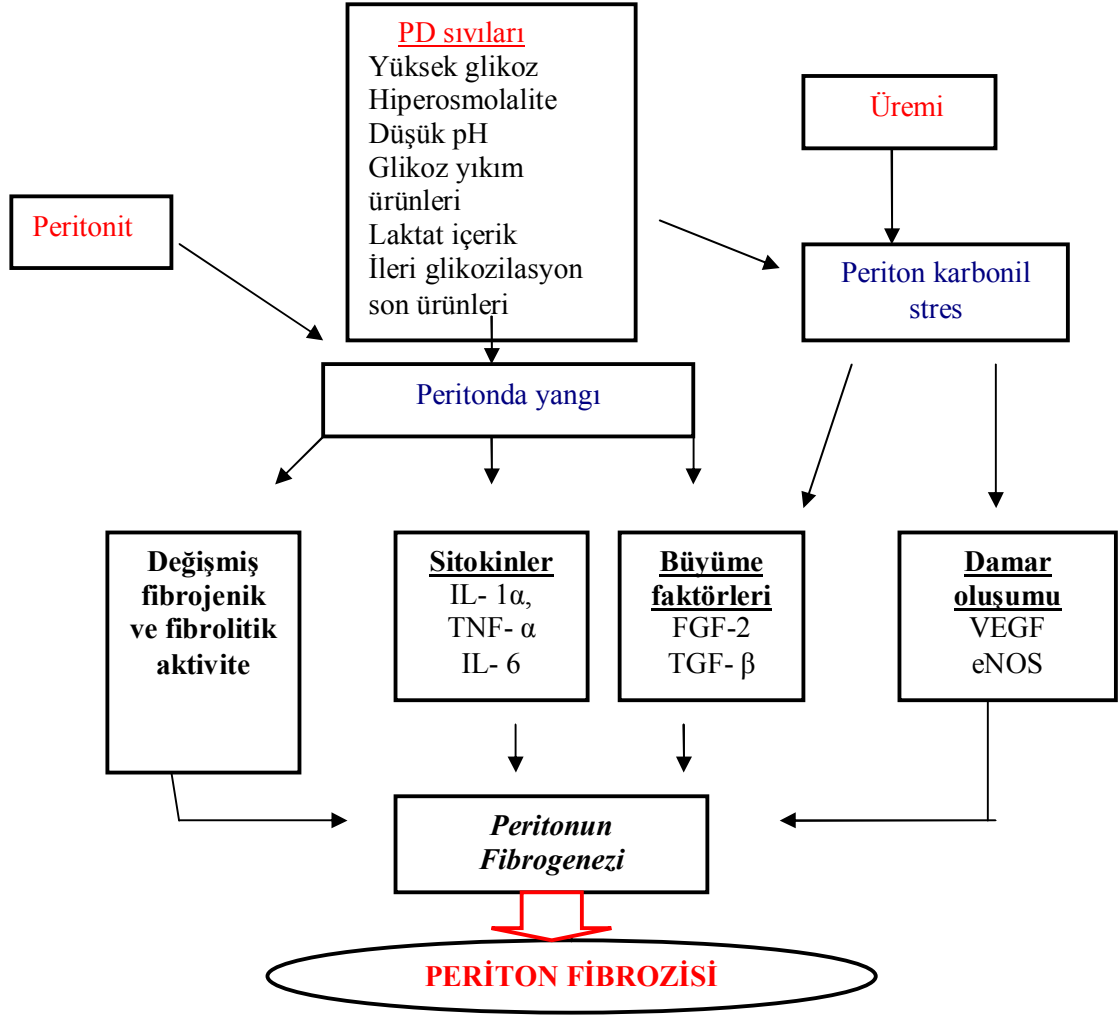 PD sıvıları
Yüksek glikoz
Hiperosmolalite
Düşük pH
Glikoz yıkım
ürünleri
Laktat içerik
İleri glikozilasyon
son ürünleri
Üremi
Peritonit
Periton karbonil
stres
Peritonda yangı
Değişmiş
fibrojenik
ve fibrolitik
aktivite
Sitokinler
IL- 1α,
TNF- α
IL- 6
Büyüme
faktörleri
FGF-2
TGF- β
Damar
oluşumu
VEGF
eNOS
Peritonun
Fibrogenezi
PERİTON FİBROZİSİ